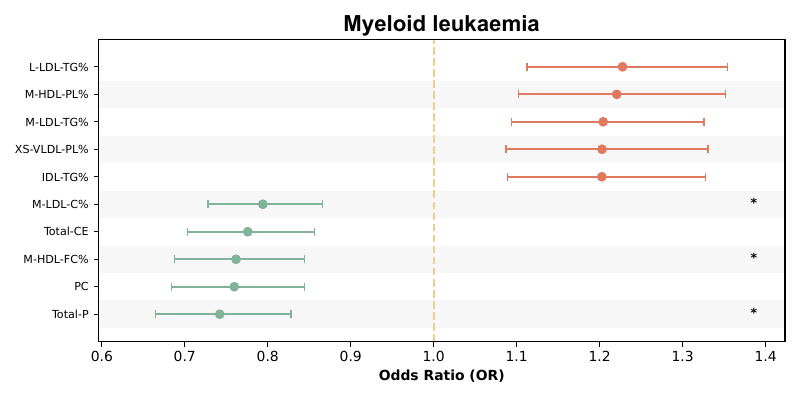 Myeloid leukaemia
L-LDL-TG%
M-HDL-PL%
M-LDL-TG%
XS-VLDL-PL%
IDL-TG%
M-LDL-C% *
Total-CE
M-HDL-FC% *
PC
Total-P *
0.6 0.7 0.8 0.9 1.0 1.1 1.2 1.3 1.4
Odds Ratio (OR)